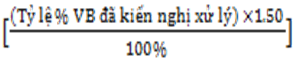 [(Tỷ lệ % VB đã kiến nghị xử lý) ×1.50
100%]